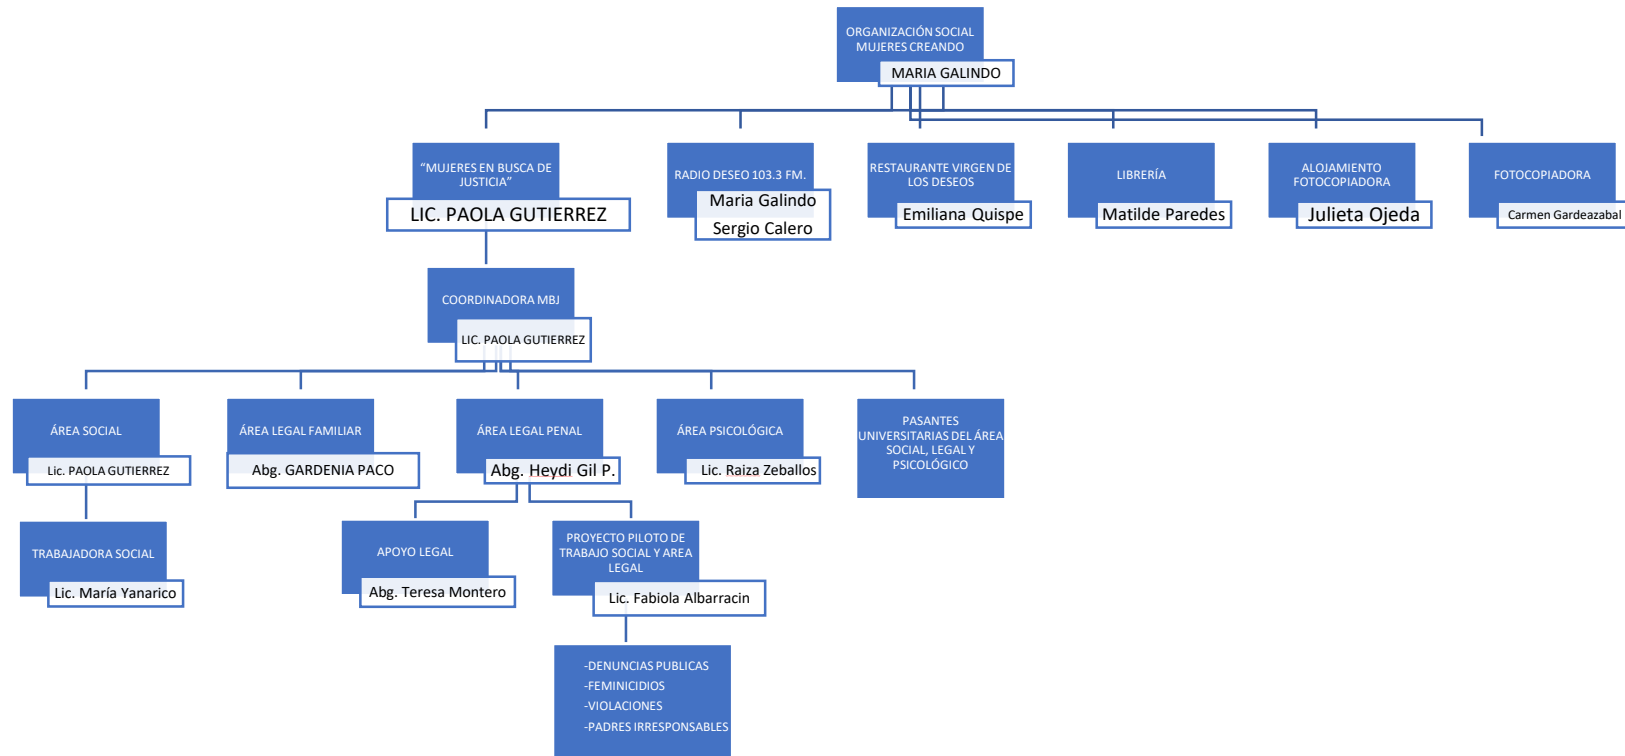 ORGANIZACIÓN SOCIAL
MUJERES CREANDO
MARIA GALINDO
“MUJERES EN BUSCA DE
JUSTICIA”
LIC. PAOLA GUTIERREZ
RADIO DESEO 103.3 FM.
Maria Galindo
Sergio Calero
RESTAURANTE VIRGEN DE
LOS DESEOS
Emiliana Quispe
LIBRERÍA
Matilde Paredes
ALOJAMIENTO
FOTOCOPIADORA
Julieta Ojeda
FOTOCOPIADORA
Carmen Gardeazabal
COORDINADORA MBJ
LIC. PAOLA GUTIERREZ
ÁREA SOCIAL
Lic. PAOLA GUTIERREZ
ÁREA LEGAL FAMILIAR
Abg. GARDENIA PACO
ÁREA LEGAL PENAL
Abg. Heydi Gil P.
ÁREA PSICOLÓGICA
Lic. Raiza Zeballos
PASANTES
UNIVERSITARIAS DEL ÁREA
SOCIAL, LEGAL Y
PSICOLÓGICO
TRABAJADORA SOCIAL
Lic. María Yanarico
APOYO LEGAL
Abg. Teresa Montero
PROYECTO PILOTO DE
TRABAJO SOCIAL Y AREA
LEGAL
Lic. Fabiola Albarracin
-DENUNCIAS PUBLICAS
-FEMINICIDIOS
-VIOLACIONES
-PADRES IRRESPONSABLES